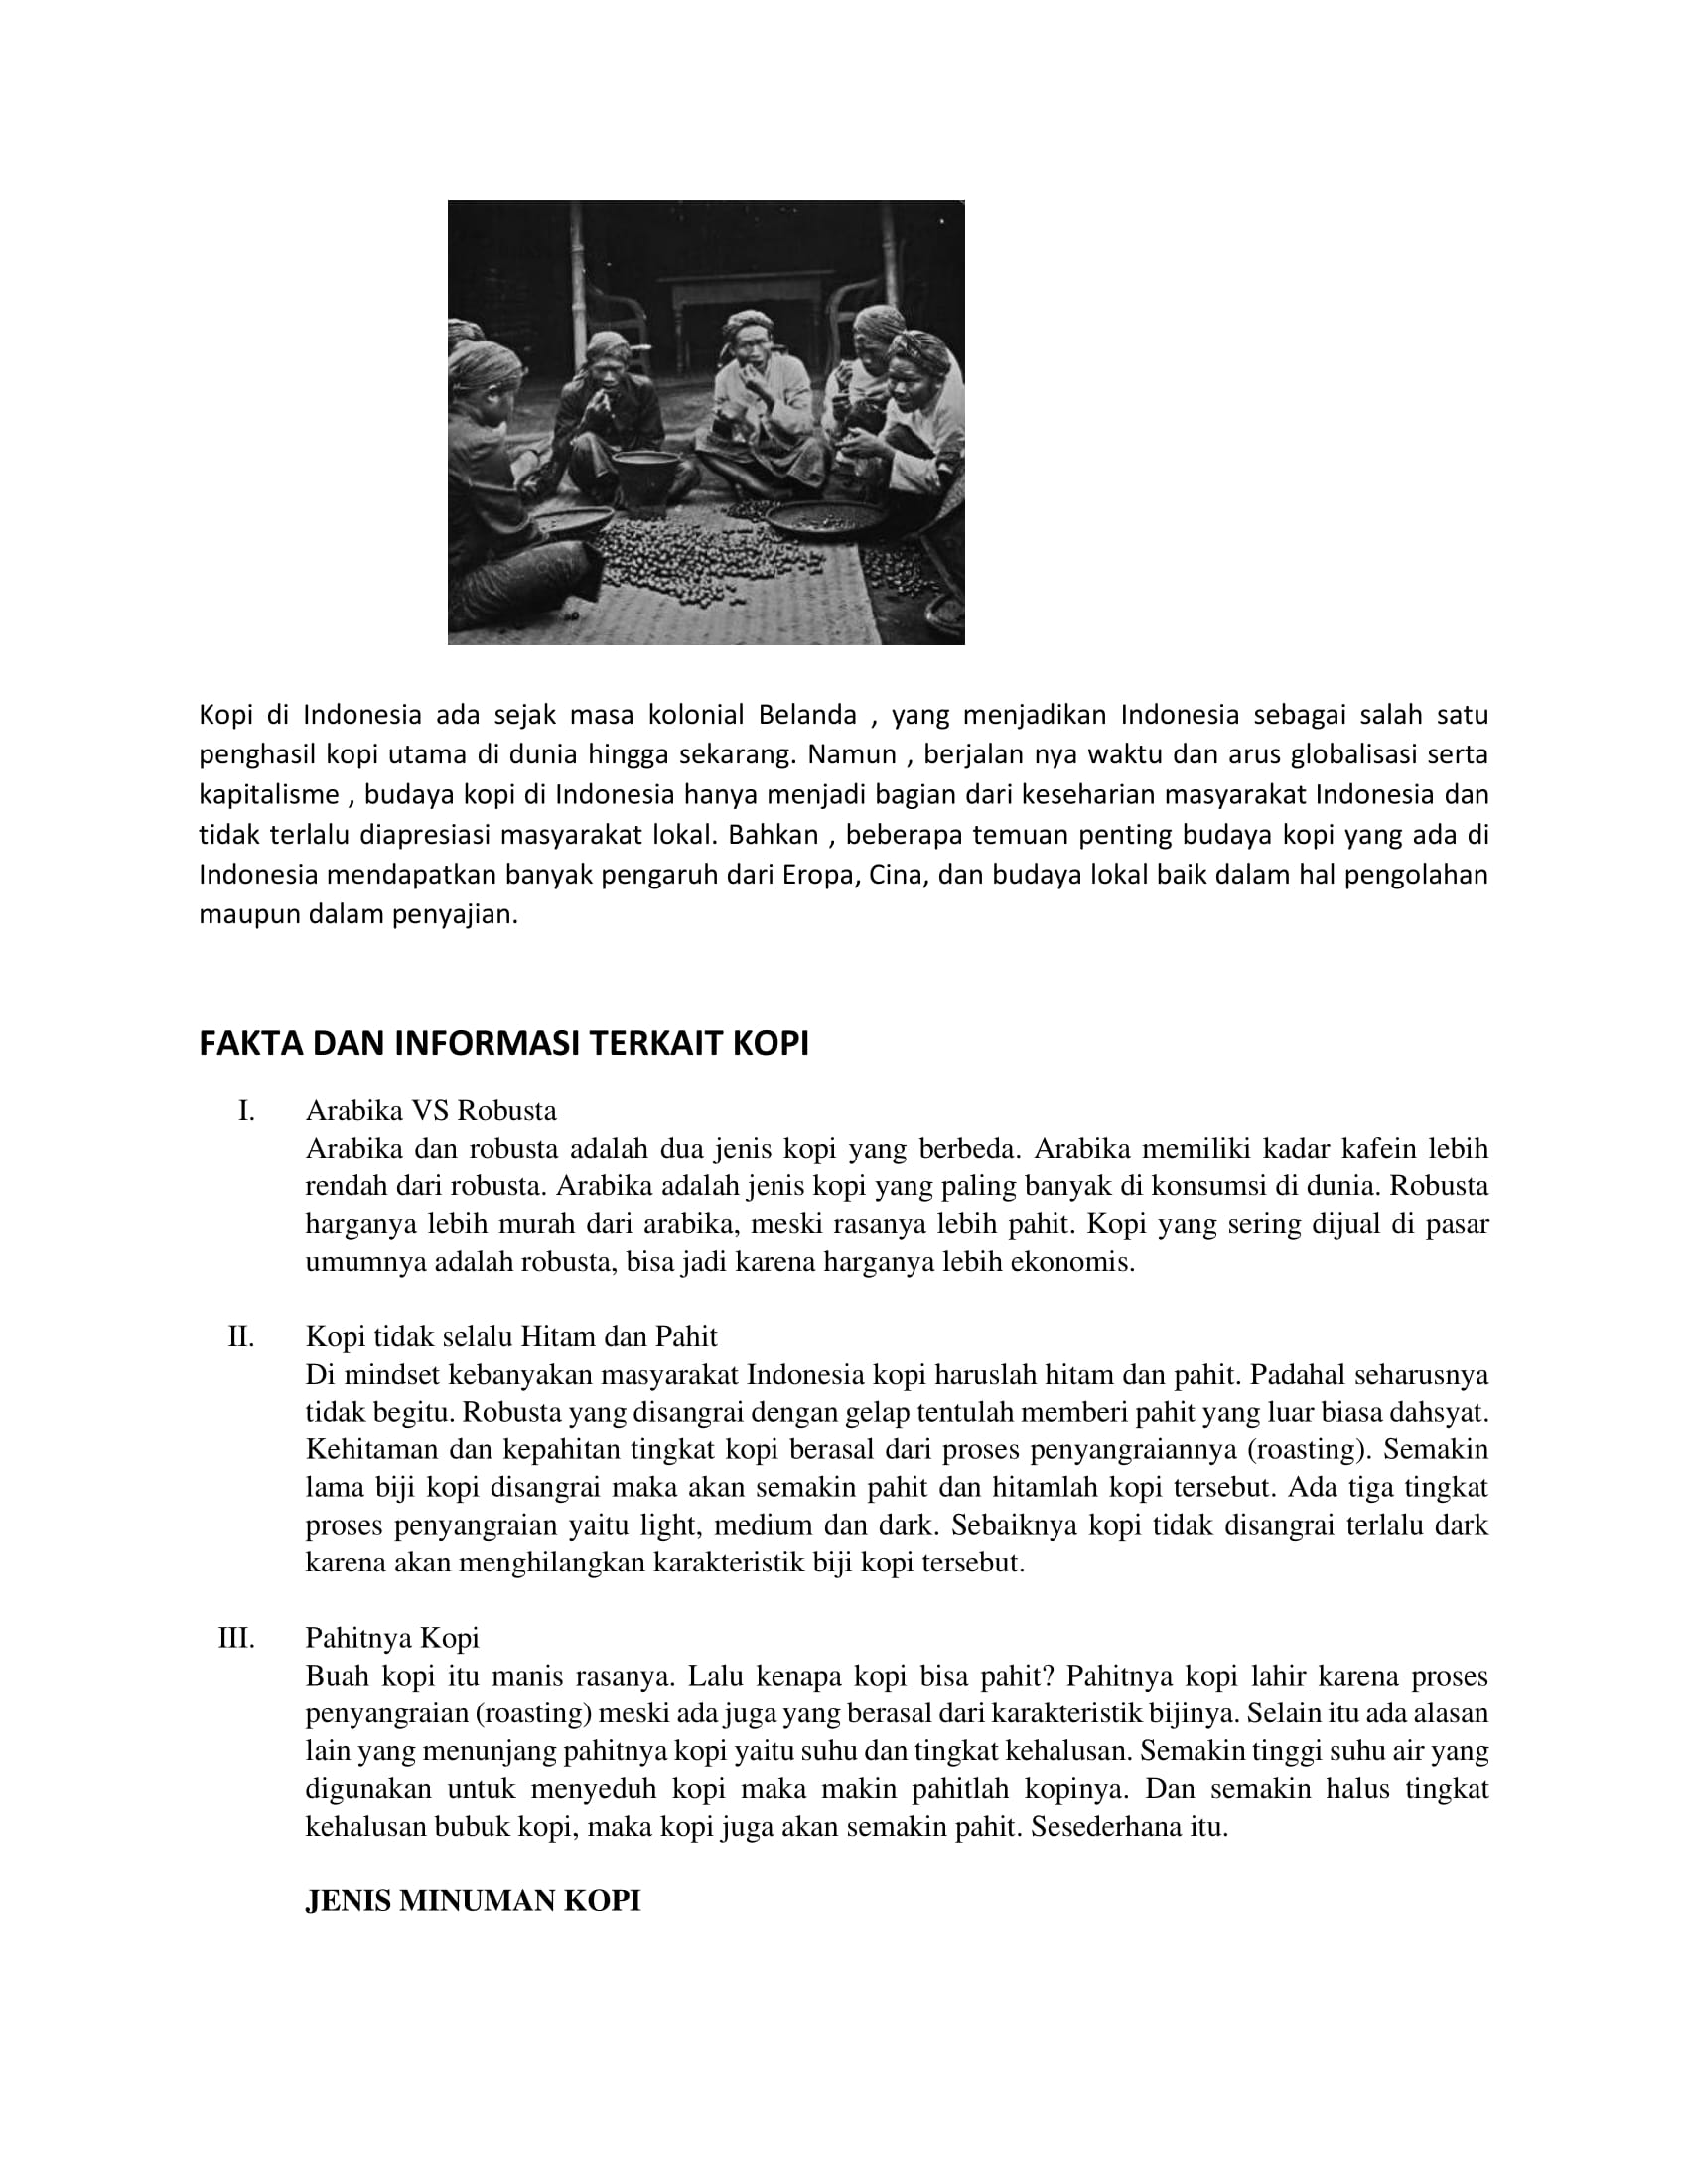 Kopi di Indonesia ada sejak masa kolonial Belanda , yang menjadikan Indonesia sebagai salah satu
penghasil kopi utama di dunia hingga sekarang. Namun , berjalan nya waktu dan arus globalisasi serta
kapitalisme , budaya kopi di Indonesia hanya menjadi bagian dari keseharian masyarakat Indonesia dan
tidak terlalu diapresiasi masyarakat lokal. Bahkan , beberapa temuan penting budaya kopi yang ada di
Indonesia mendapatkan banyak pengaruh dari Eropa, Cina, dan budaya lokal baik dalam hal pengolahan
maupun dalam penyajian.
FAKTA DAN INFORMASI TERKAIT KOPI
I. Arabika VS Robusta
Arabika dan robusta adalah dua jenis kopi yang berbeda. Arabika memiliki kadar kafein lebih
rendah dari robusta. Arabika adalah jenis kopi yang paling banyak di konsumsi di dunia. Robusta
harganya lebih murah dari arabika, meski rasanya lebih pahit. Kopi yang sering dijual di pasar
umumnya adalah robusta, bisa jadi karena harganya lebih ekonomis.
II. Kopi tidak selalu Hitam dan Pahit
Di mindset kebanyakan masyarakat Indonesia kopi haruslah hitam dan pahit. Padahal seharusnya
tidak begitu. Robusta yang disangrai dengan gelap tentulah memberi pahit yang luar biasa dahsyat.
Kehitaman dan kepahitan tingkat kopi berasal dari proses penyangraiannya (roasting). Semakin
lama biji kopi disangrai maka akan semakin pahit dan hitamlah kopi tersebut. Ada tiga tingkat
proses penyangraian yaitu light, medium dan dark. Sebaiknya kopi tidak disangrai terlalu dark
karena akan menghilangkan karakteristik biji kopi tersebut.
III. Pahitnya Kopi
Buah kopi itu manis rasanya. Lalu kenapa kopi bisa pahit? Pahitnya kopi lahir karena proses
penyangraian (roasting) meski ada juga yang berasal dari karakteristik bijinya. Selain itu ada alasan
lain yang menunjang pahitnya kopi yaitu suhu dan tingkat kehalusan. Semakin tinggi suhu air yang
digunakan untuk menyeduh kopi maka makin pahitlah kopinya. Dan semakin halus tingkat
kehalusan bubuk kopi, maka kopi juga akan semakin pahit. Sesederhana itu.
JENIS MINUMAN KOPI